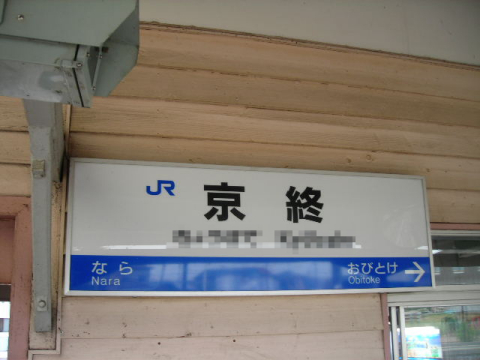 JR 京終
なら おびとけ →
Nara Obitoke